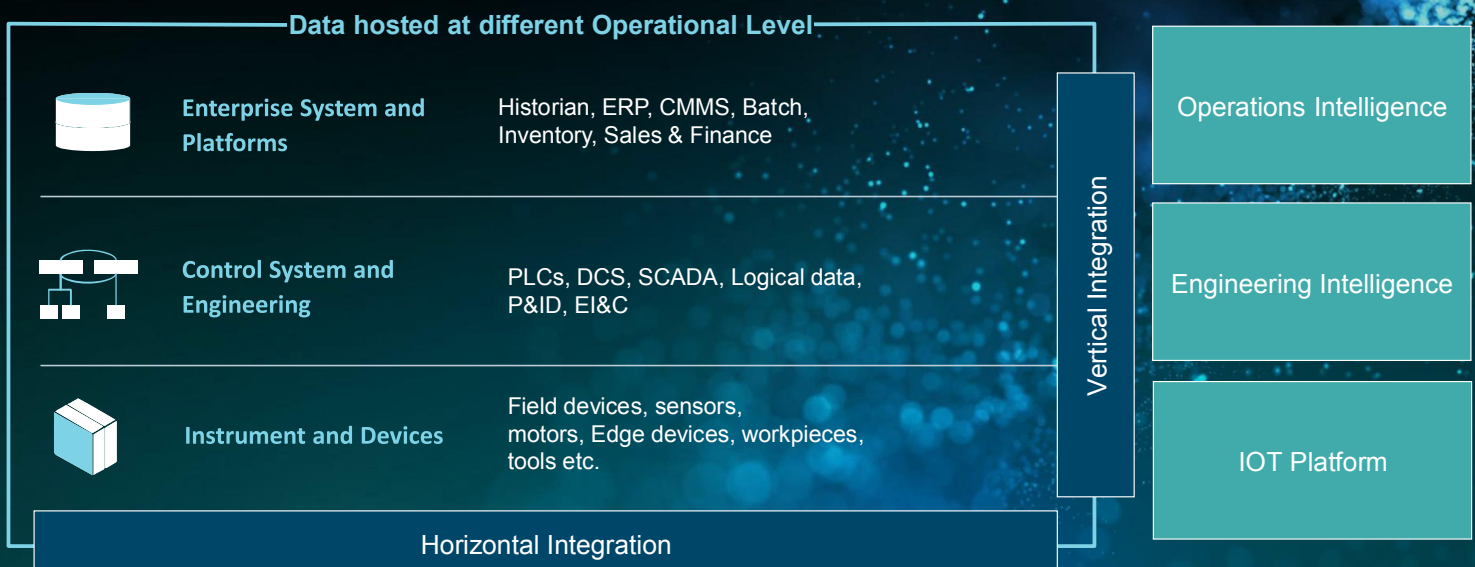 Data hosted at different Operational Level
Enterprise System and
Platforms
Historian, ERP, CMMS, Batch,
Inventory, Sales & Finance
Control System and
Engineering
PLCs, DCS, SCADA, Logical data,
P&ID, EI&C
Instrument and Devices
Field devices, sensors,
motors, Edge devices, workpieces,
tools etc.
Horizontal Integration
Vertical Integration
Operations Intelligence
Engineering Intelligence
IOT Platform